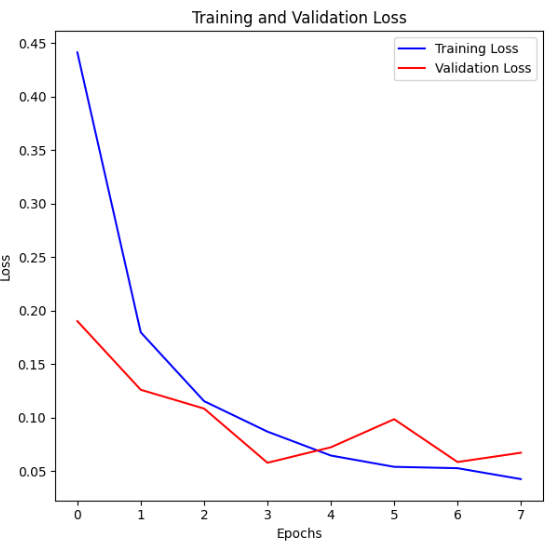 Training and Validation Loss
Training Loss
Validation Loss
0.45
0.40
0.35
0.30
0.25
0.20
0.15
0.10
0.05
Loss
0 1 2 3 4 5 6 7
Epochs